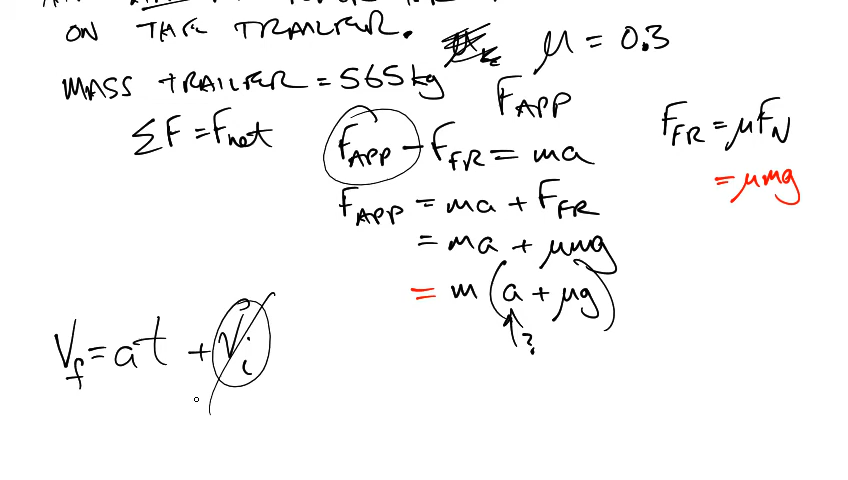 ON THE TRAILER.
μ = 0.3
MASS TRAILER = 565 kg
F_APP
ΣF = F_net
F_APP - F_FR = ma
F_FR = μF_N
= μmg
F_APP = ma + F_FR
= ma + μmg
= m(a + μg)
?
V_f = at + V_i